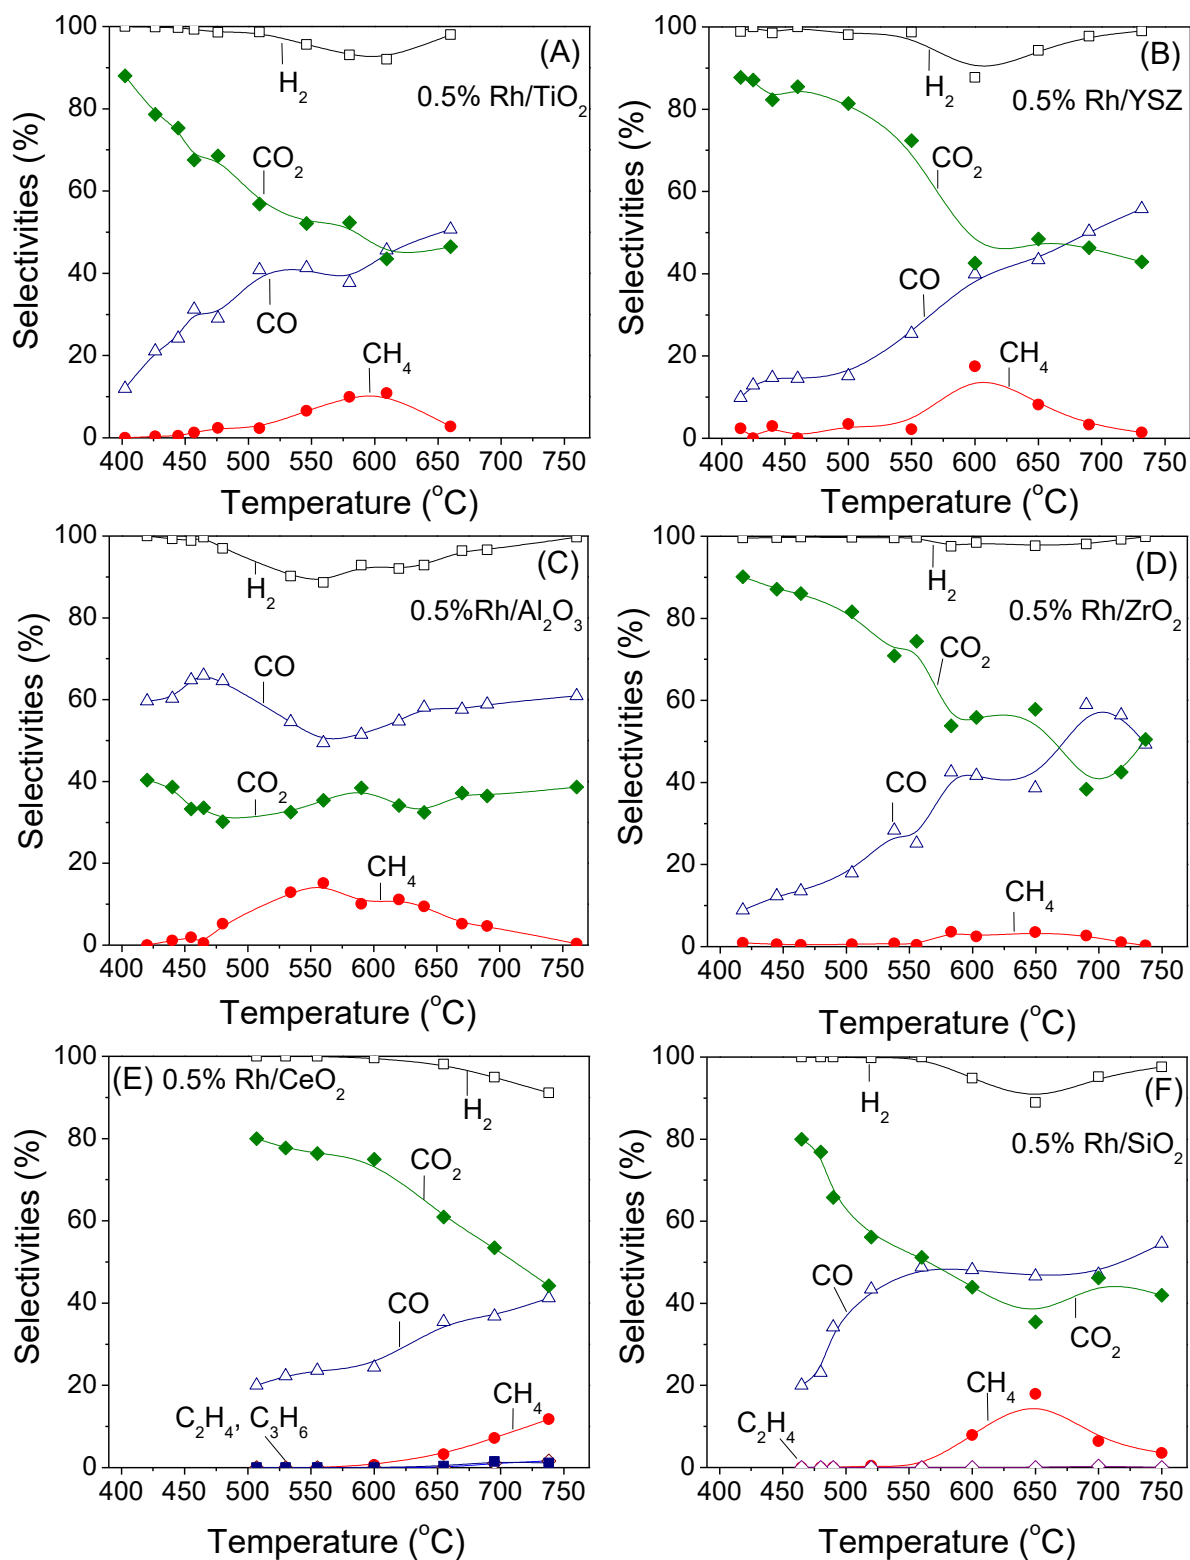 (A)
0.5% Rh/TiO2
H2
CO2
CO
CH4
Selectivities (%)
100
80
60
40
20
0
400 450 500 550 600 650 700 750
Temperature (oC)
(B)
0.5% Rh/YSZ
H2
CO2
CO
CH4
Selectivities (%)
100
80
60
40
20
0
400 450 500 550 600 650 700 750
Temperature (oC)
(C)
0.5%Rh/Al2O3
H2
CO
CO2
CH4
Selectivities (%)
100
80
60
40
20
0
400 450 500 550 600 650 700 750
Temperature (oC)
(D)
0.5% Rh/ZrO2
H2
CO2
CO
CH4
Selectivities (%)
100
80
60
40
20
0
400 450 500 550 600 650 700 750
Temperature (oC)
(E) 0.5% Rh/CeO2
H2
CO2
CO
CH4
C2H4, C3H6
Selectivities (%)
100
80
60
40
20
0
400 450 500 550 600 650 700 750
Temperature (oC)
(F)
0.5% Rh/SiO2
H2
CO
CO2
CH4
C2H4
Selectivities (%)
100
80
60
40
20
0
400 450 500 550 600 650 700 750
Temperature (oC)